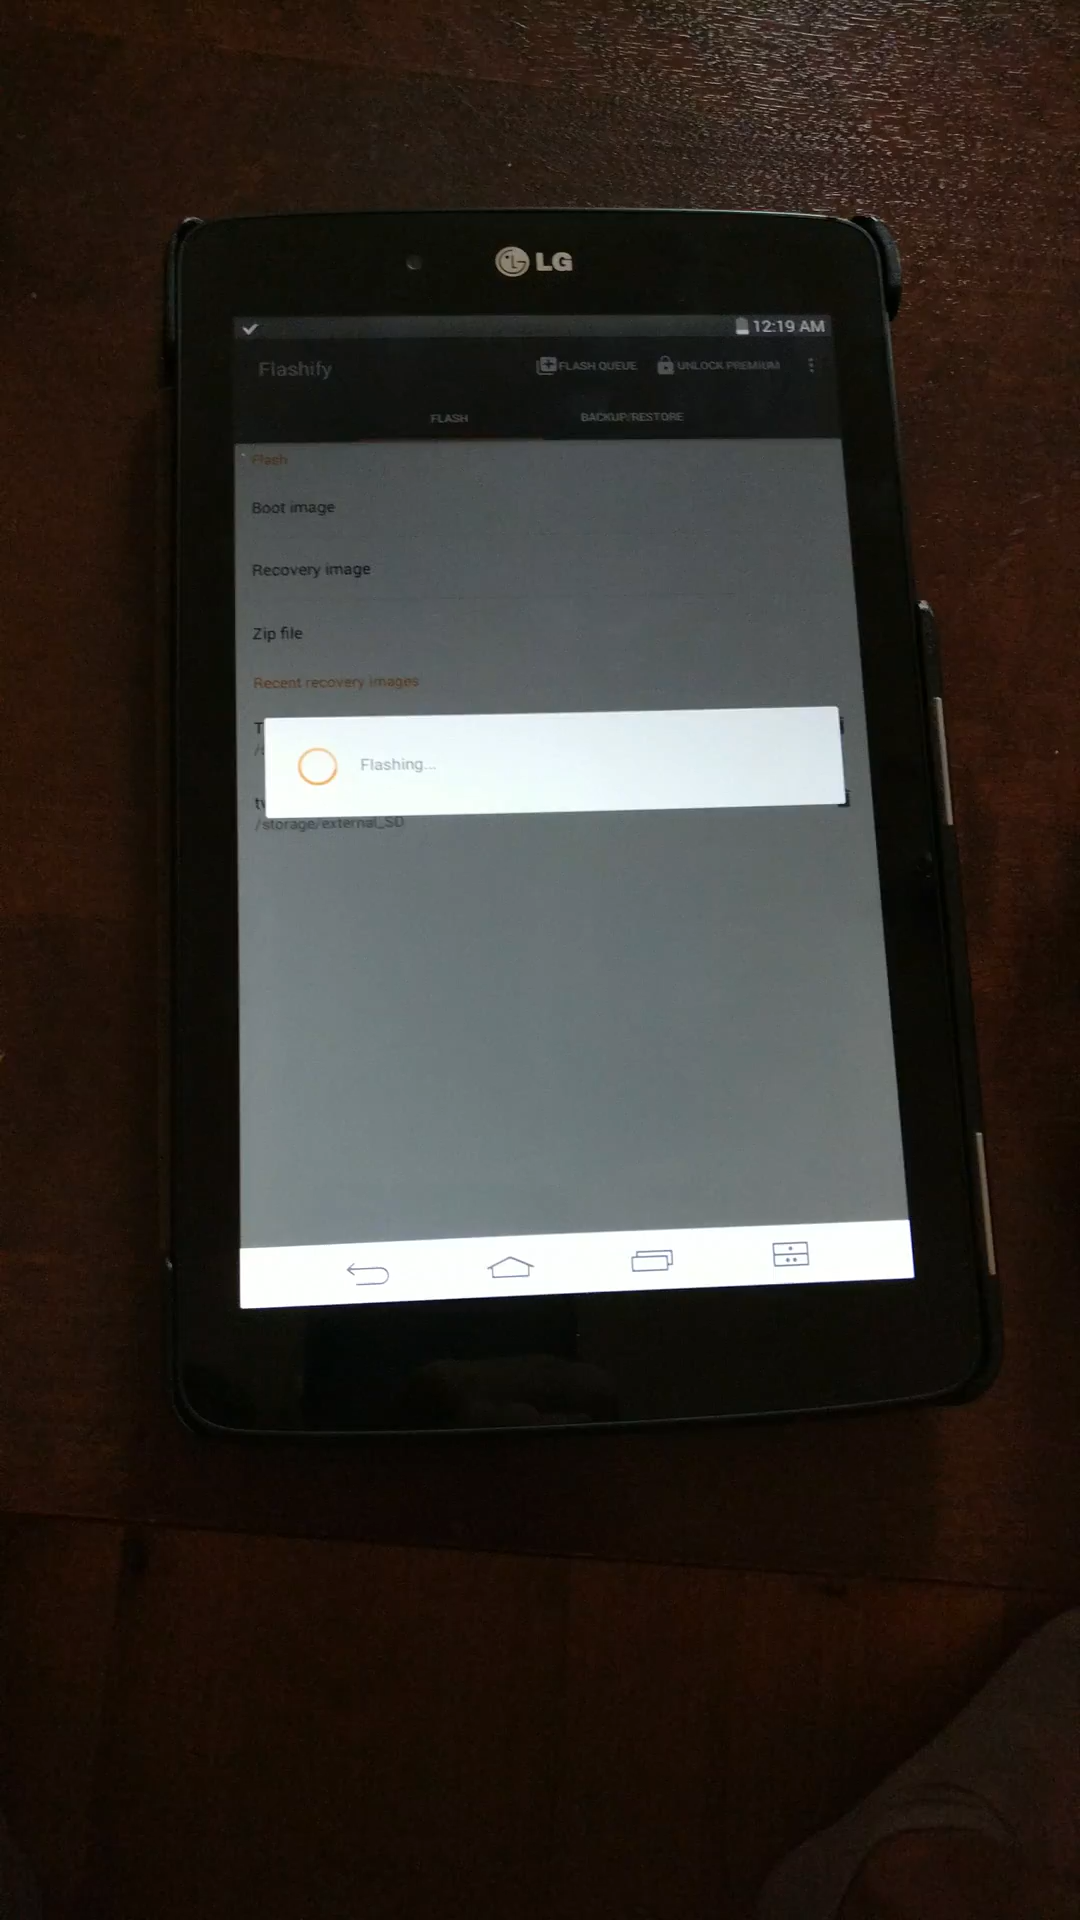 LG
12:19 AM
Flashify
FLASH QUEUE
UNLOCK PREMIUM
FLASH
BACKUP/RESTORE
Flash
Boot image
Recovery image
Zip file
Recent recovery images
Flashing...
/storage/external_SD